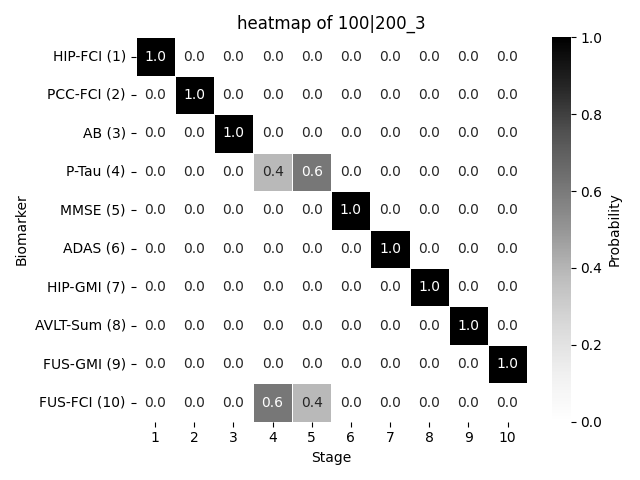 heatmap of 100|200_3
HIP-FCI (1) 1.0 0.0 0.0 0.0 0.0 0.0 0.0 0.0 0.0 0.0
PCC-FCI (2) 0.0 1.0 0.0 0.0 0.0 0.0 0.0 0.0 0.0 0.0
AB (3) 0.0 0.0 1.0 0.0 0.0 0.0 0.0 0.0 0.0 0.0
P-Tau (4) 0.0 0.0 0.0 0.4 0.6 0.0 0.0 0.0 0.0 0.0
MMSE (5) 0.0 0.0 0.0 0.0 0.0 1.0 0.0 0.0 0.0 0.0
ADAS (6) 0.0 0.0 0.0 0.0 0.0 0.0 1.0 0.0 0.0 0.0
HIP-GMI (7) 0.0 0.0 0.0 0.0 0.0 0.0 0.0 1.0 0.0 0.0
AVLT-Sum (8) 0.0 0.0 0.0 0.0 0.0 0.0 0.0 0.0 1.0 0.0
FUS-GMI (9) 0.0 0.0 0.0 0.0 0.0 0.0 0.0 0.0 0.0 1.0
FUS-FCI (10) 0.0 0.0 0.0 0.6 0.4 0.0 0.0 0.0 0.0 0.0
1 2 3 4 5 6 7 8 9 10
Stage
Biomarker
1.0
0.8
0.6
0.4
0.2
0.0
Probability